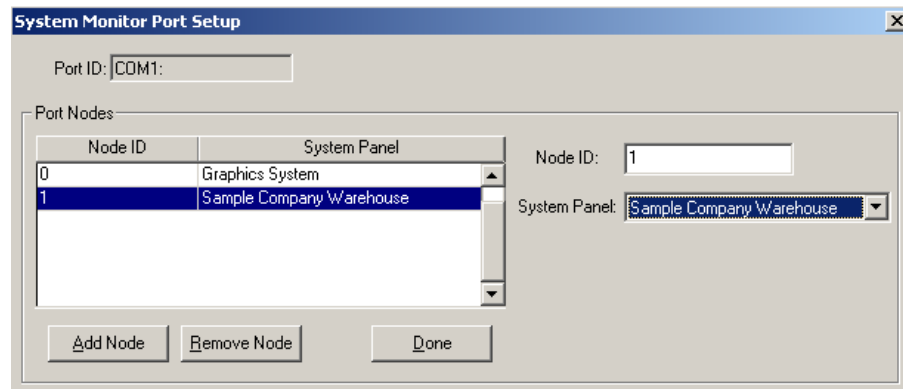 System Monitor Port Setup
Port ID: COM1:
Port Nodes
Node ID System Panel
0 Graphics System
1 Sample Company Warehouse
Node ID: 1
System Panel: Sample Company Warehouse
Add Node Remove Node Done